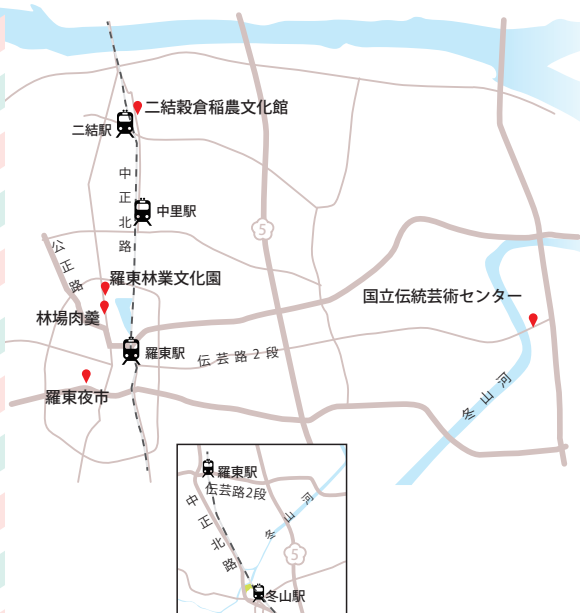 二結穀倉稲農文化館
二結駅
中正北路
中里駅
5
公正路
羅東林業文化園
国立伝統芸術センター
林場肉羹
羅東駅
伝芸路2段
羅東夜市
冬山河
羅東駅
伝芸路2段
中正北路
冬山河
5
冬山駅